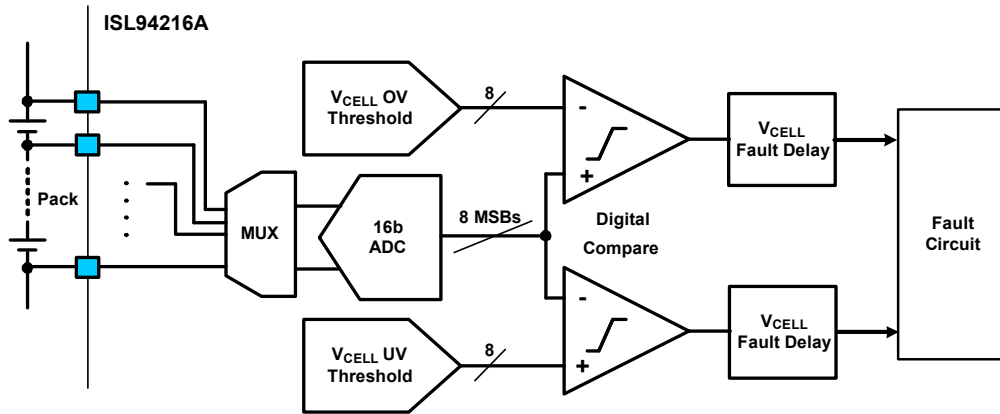 ISL94216A
VCELL OV
Threshold
8
-
+
VCELL
Fault Delay
Pack
MUX
16b
ADC
8 MSBs
Digital
Compare
Fault
Circuit
VCELL UV
Threshold
8
-
+
VCELL
Fault Delay